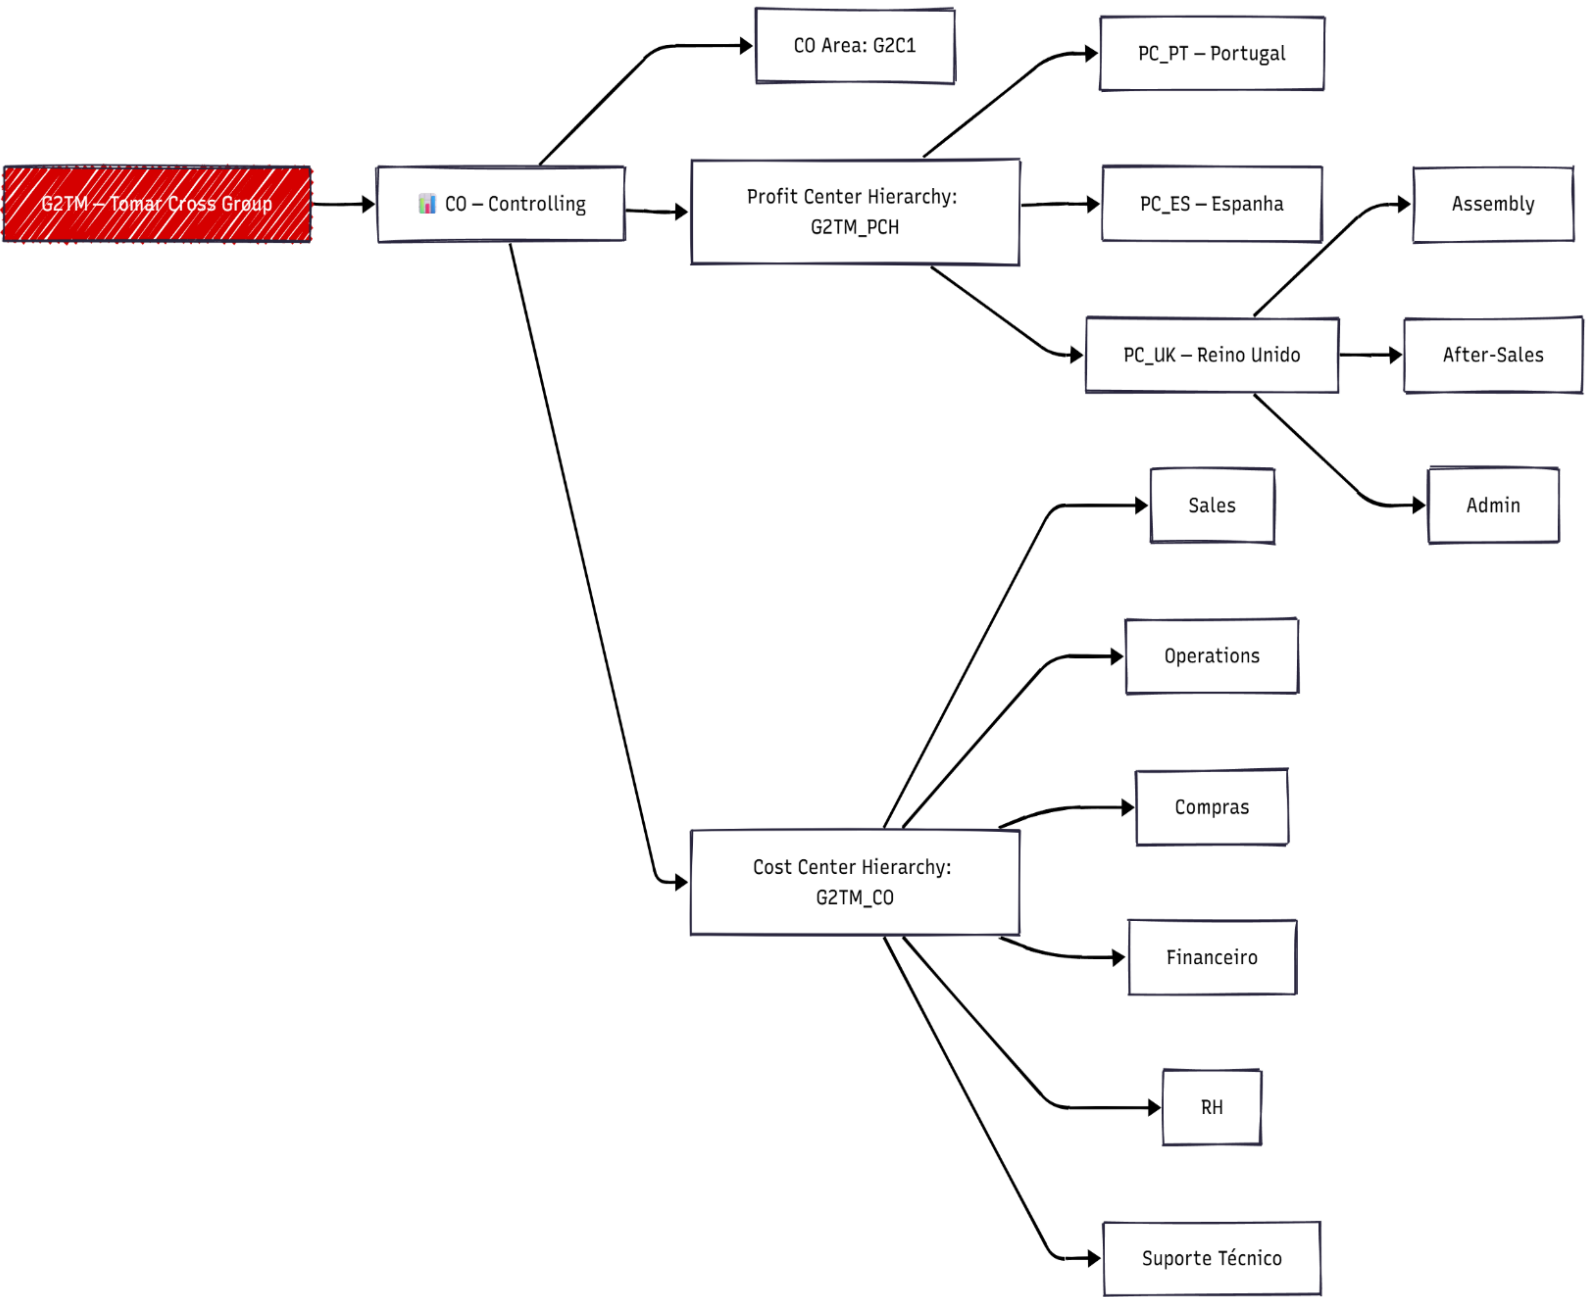 G2TM – Tomar Cross Group
📊 CO – Controlling
CO Area: G2C1
Profit Center Hierarchy:
G2TM_PCH
PC_PT – Portugal
PC_ES – Espanha
PC_UK – Reino Unido
Assembly
After-Sales
Admin
Cost Center Hierarchy:
G2TM_CO
Sales
Operations
Compras
Financeiro
RH
Suporte Técnico